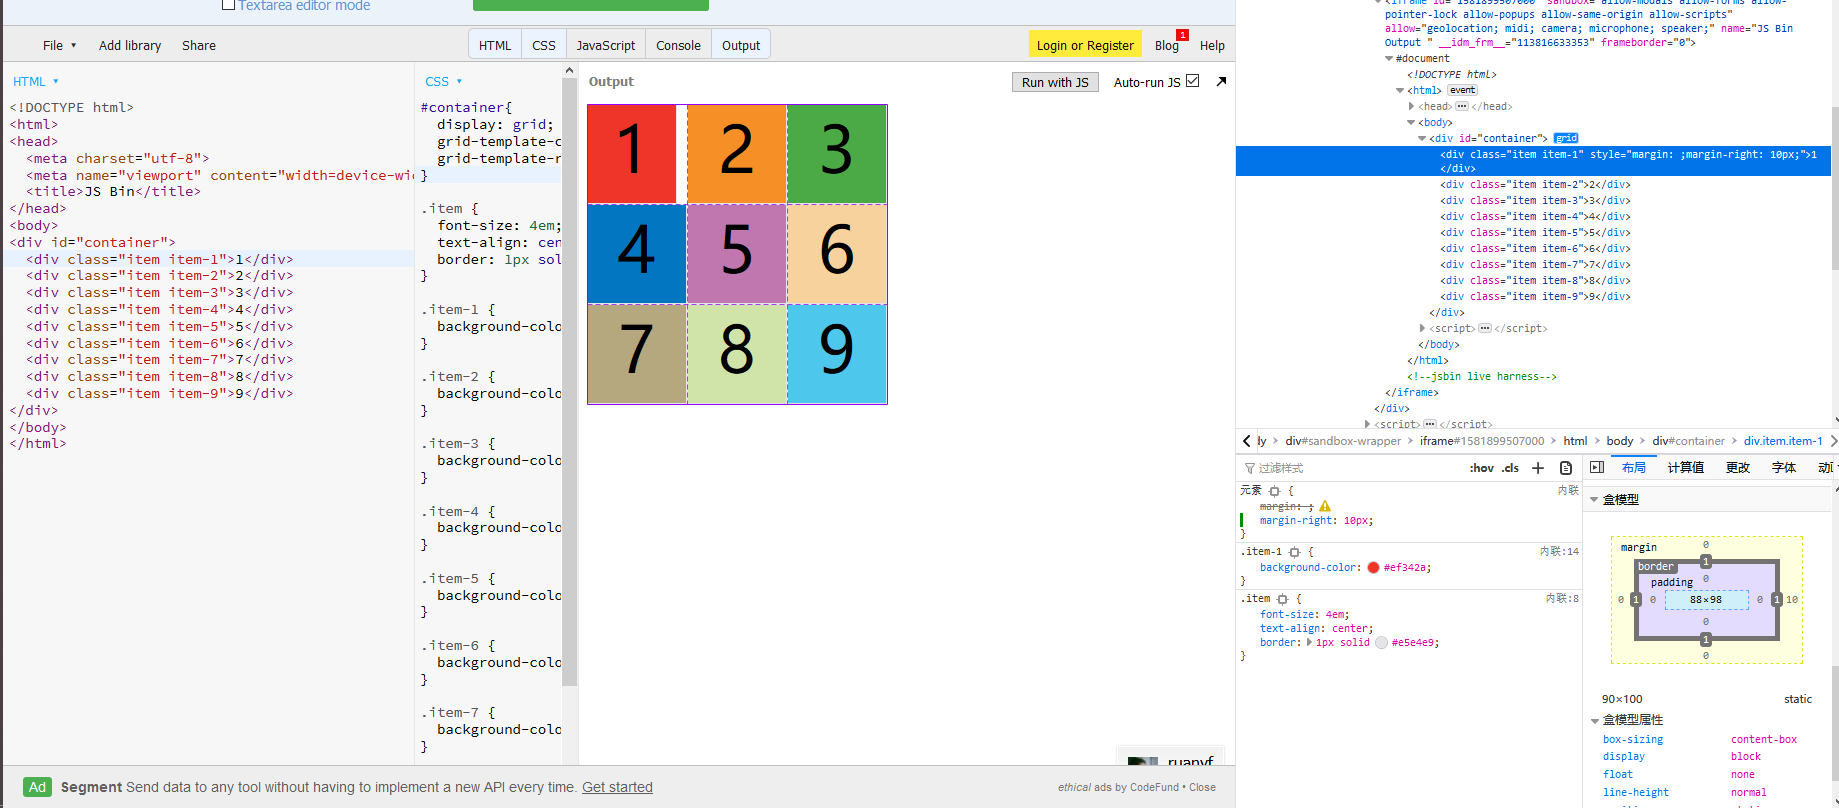 Textarea editor mode
File ▾ Add library Share HTML CSS JavaScript Console Output Login or Register Blog 1 Help
HTML ▾
<!DOCTYPE html>
<html>
<head>
<meta charset="utf-8">
<meta name="viewport" content="width=device-wi
<title>JS Bin</title>
</head>
<body>
<div id="container">
<div class="item item-1">1</div>
<div class="item item-2">2</div>
<div class="item item-3">3</div>
<div class="item item-4">4</div>
<div class="item item-5">5</div>
<div class="item item-6">6</div>
<div class="item item-7">7</div>
<div class="item item-8">8</div>
<div class="item item-9">9</div>
</div>
</body>
</html>
CSS ▾
#container{
display: grid;
grid-template-c
grid-template-r
}
.item {
font-size: 4em;
text-align: cen
border: 1px sol
}
.item-1 {
background-colo
}
.item-2 {
background-colo
}
.item-3 {
background-colo
}
.item-4 {
background-colo
}
.item-5 {
background-colo
}
.item-6 {
background-colo
}
.item-7 {
background-colo
}
Output Run with JS Auto-run JS
1 2 3
4 5 6
7 8 9
ruanyf
Ad Segment Send data to any tool without having to implement a new API every time. Get started
ethical ads by CodeFund • Close
<iframe id="1581899507000" sandbox="allow-modals allow-forms allow-
pointer-lock allow-popups allow-same-origin allow-scripts"
allow="geolocation; midi; camera; microphone; speaker;" name="JS Bin
Output " __idm_frm__="113816633353" frameborder="0">
#document
<!DOCTYPE html>
<html> event
<head> ••• </head>
<body>
<div id="container"> grid
<div class="item item-1" style="margin: ;margin-right: 10px;">1
</div>
<div class="item item-2">2</div>
<div class="item item-3">3</div>
<div class="item item-4">4</div>
<div class="item item-5">5</div>
<div class="item item-6">6</div>
<div class="item item-7">7</div>
<div class="item item-8">8</div>
<div class="item item-9">9</div>
</div>
<script> ••• </script>
</body>
</html>
<!--jsbin live harness-->
</iframe>
</div>
<script> ••• </script>
dy > div#sandbox-wrapper > iframe#1581899507000 > html > body > div#container > div.item.item-1
过滤样式 :hov .cls +
元素 { 内联
margin: ;
margin-right: 10px;
}
.item-1 { 内联:14
background-color: #ef342a;
}
.item { 内联:8
font-size: 4em;
text-align: center;
border: 1px solid #e5e4e9;
}
布局 计算值 更改 字体
盒模型
margin 0
border 1
padding 0
0 1 0 88×98 0 1 10
0
1
0
90×100 static
盒模型属性
box-sizing content-box
display block
float none
line-height normal